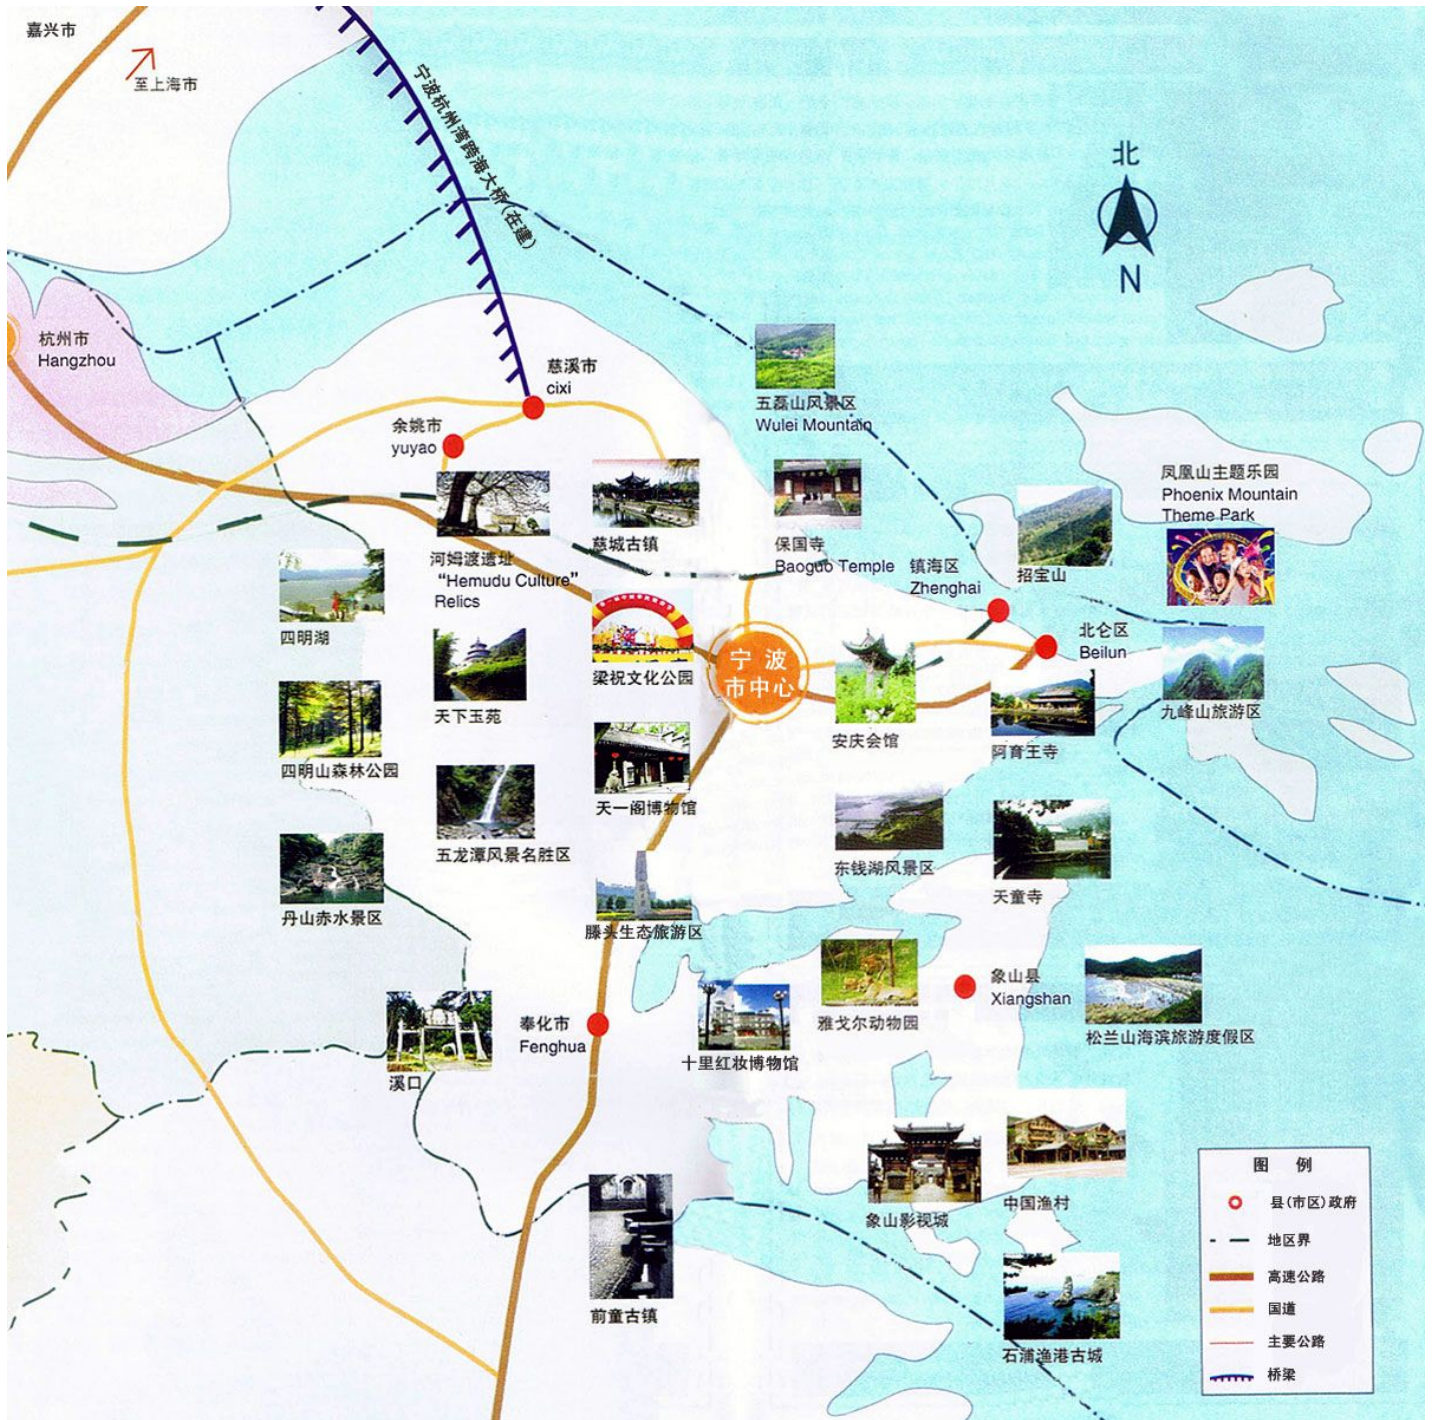 嘉兴市
至上海市
宁波杭州湾跨海大桥(在建)
北
N
杭州市
Hangzhou
慈溪市
cixi
余姚市
yuyao
五磊山风景区
Wulei Mountain
凤凰山主题乐园
Phoenix Mountain
Theme Park
河姆渡遗址
“Hemudu Culture”
Relics
慈城古镇
保国寺
Baoguo Temple
镇海区
Zhenghai
招宝山
四明湖
梁祝文化公园
宁 波
市中心
北仑区
Beilun
天下玉苑
安庆会馆
阿育王寺
九峰山旅游区
四明山森林公园
天一阁博物馆
五龙潭风景名胜区
东钱湖风景区
天童寺
丹山赤水景区
滕头生态旅游区
象山县
Xiangshan
雅戈尔动物园
松兰山海滨旅游度假区
奉化市
Fenghua
十里红妆博物馆
溪口
象山影视城
中国渔村
前童古镇
石浦渔港古城
图 例
县(市区)政府
地区界
高速公路
国道
主要公路
桥梁